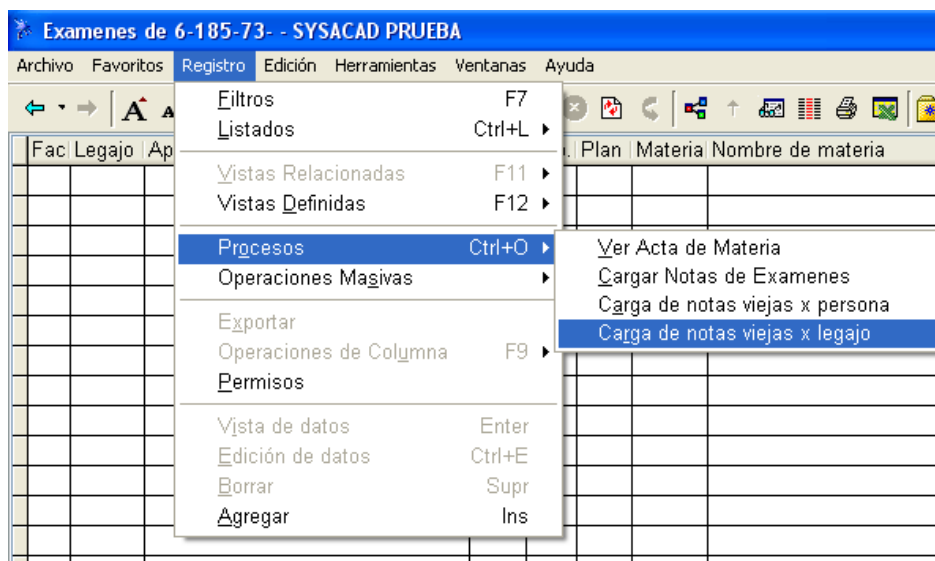 Examenes de 6-185-73- - SYSACAD PRUEBA
Archivo Favoritos Registro Edición Herramientas Ventanas Ayuda
Filtros F7
Listados Ctrl+L
Fac Legajo Ap Plan Materia Nombre de materia
Vistas Relacionadas F11
Vistas Definidas F12
Procesos Ctrl+O
Operaciones Masivas
Exportar
Operaciones de Columna F9
Permisos
Vista de datos Enter
Edición de datos Ctrl+E
Borrar Supr
Agregar Ins
Ver Acta de Materia
Cargar Notas de Examenes
Carga de notas viejas x persona
Carga de notas viejas x legajo